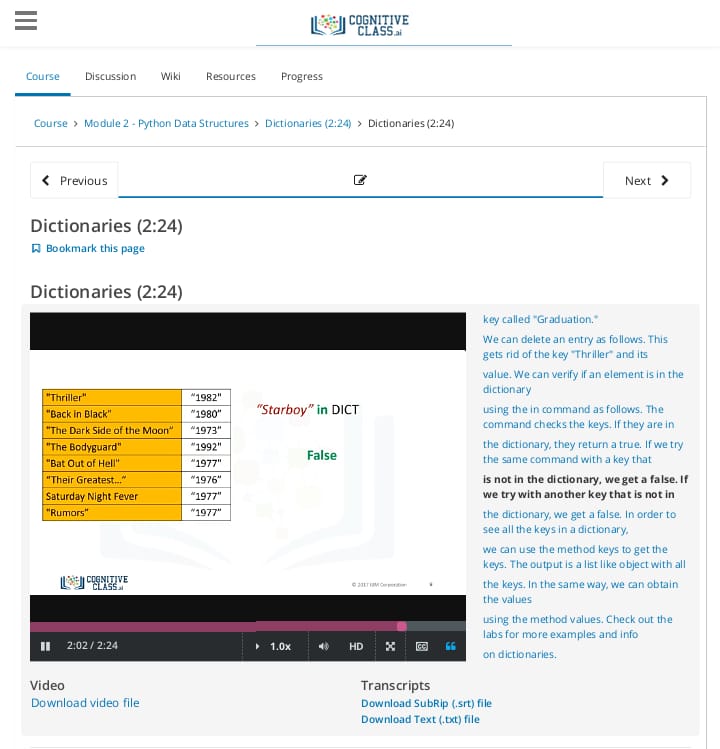 COGNITIVE
CLASS.ai
Course Discussion Wiki Resources Progress
Course > Module 2 - Python Data Structures > Dictionaries (2:24) > Dictionaries (2:24)
Previous
Next
Dictionaries (2:24)
Bookmark this page
Dictionaries (2:24)
"Thriller" "1982"
"Back in Black" "1980"
"The Dark Side of the Moon" "1973"
"The Bodyguard" "1992"
"Bat Out of Hell" "1977"
"Their Greatest..." "1976"
Saturday Night Fever "1977"
"Rumors" "1977"
"Starboy" in DICT
False
COGNITIVE
CLASS.ai
© 2017 IBM Corporation
2:02 / 2:24
1.0x
HD
CC
key called "Graduation."
We can delete an entry as follows. This
gets rid of the key "Thriller" and its
value. We can verify if an element is in the
dictionary
using the in command as follows. The
command checks the keys. If they are in
the dictionary, they return a true. If we try
the same command with a key that
is not in the dictionary, we get a false. If
we try with another key that is not in
the dictionary, we get a false. In order to
see all the keys in a dictionary,
we can use the method keys to get the
keys. The output is a list like object with all
the keys. In the same way, we can obtain
the values
using the method values. Check out the
labs for more examples and info
on dictionaries.
Video
Download video file
Transcripts
Download SubRip (.srt) file
Download Text (.txt) file